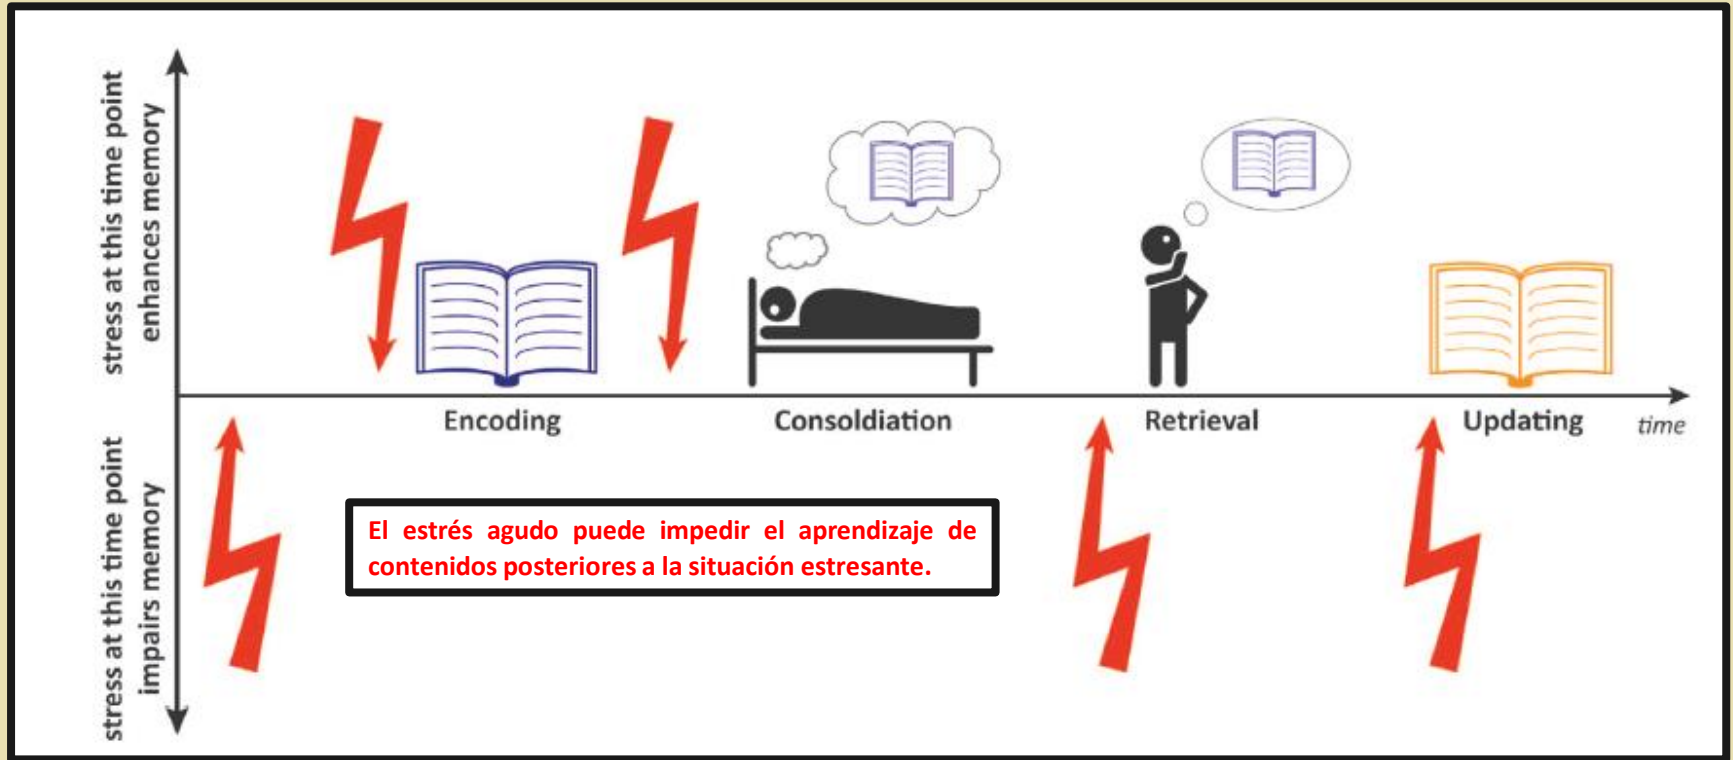 stress at this time point
enhances memory
stress at this time point
impairs memory
Encoding
Consoldiation
Retrieval
Updating
time
El estrés agudo puede impedir el aprendizaje de
contenidos posteriores a la situación estresante.